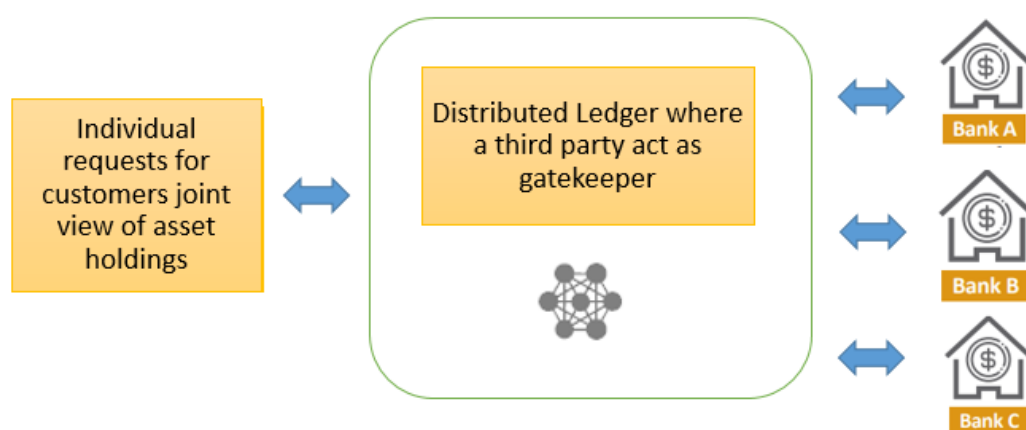 Individual
requests for
customers joint
view of asset
holdings
Distributed Ledger where
a third party act as
gatekeeper
$
Bank A
$
Bank B
$
Bank C